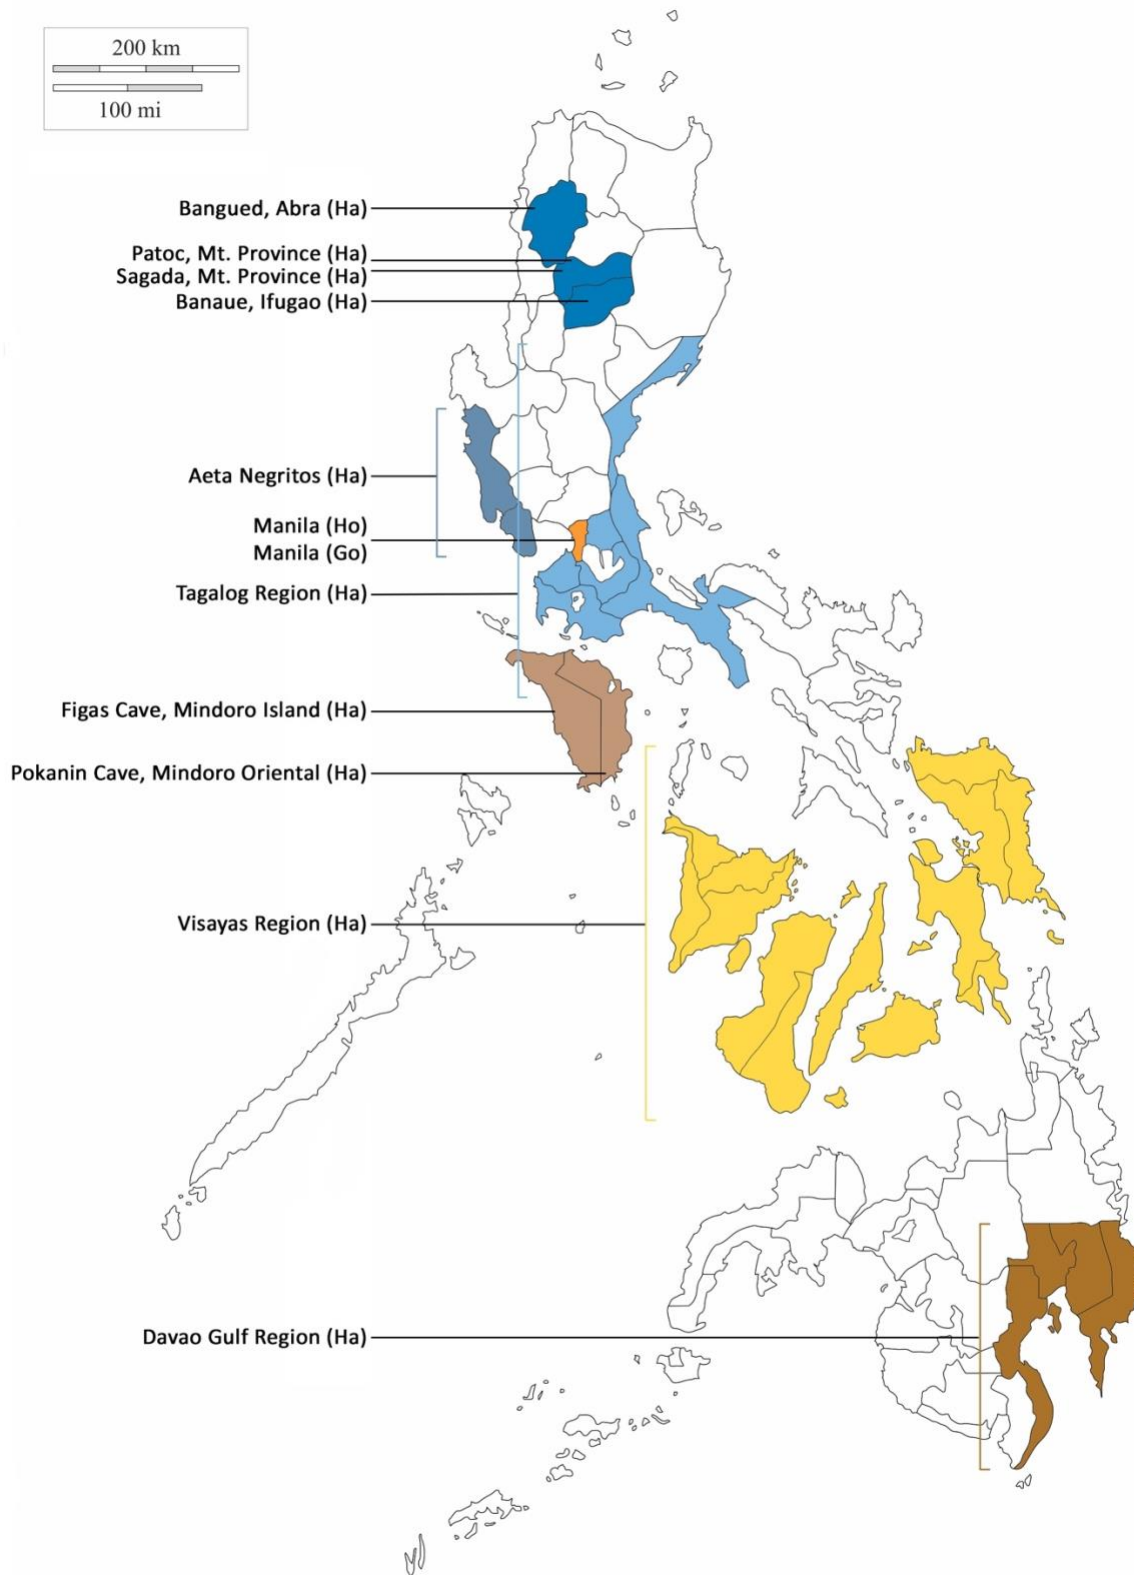 200 km
100 mi
Bangued, Abra (Ha)
Patoc, Mt. Province (Ha)
Sagada, Mt. Province (Ha)
Banaue, Ifugao (Ha)
Aeta Negritos (Ha)
Manila (Ho)
Manila (Go)
Tagalog Region (Ha)
Figas Cave, Mindoro Island (Ha)
Pokanin Cave, Mindoro Oriental (Ha)
Visayas Region (Ha)
Davao Gulf Region (Ha)